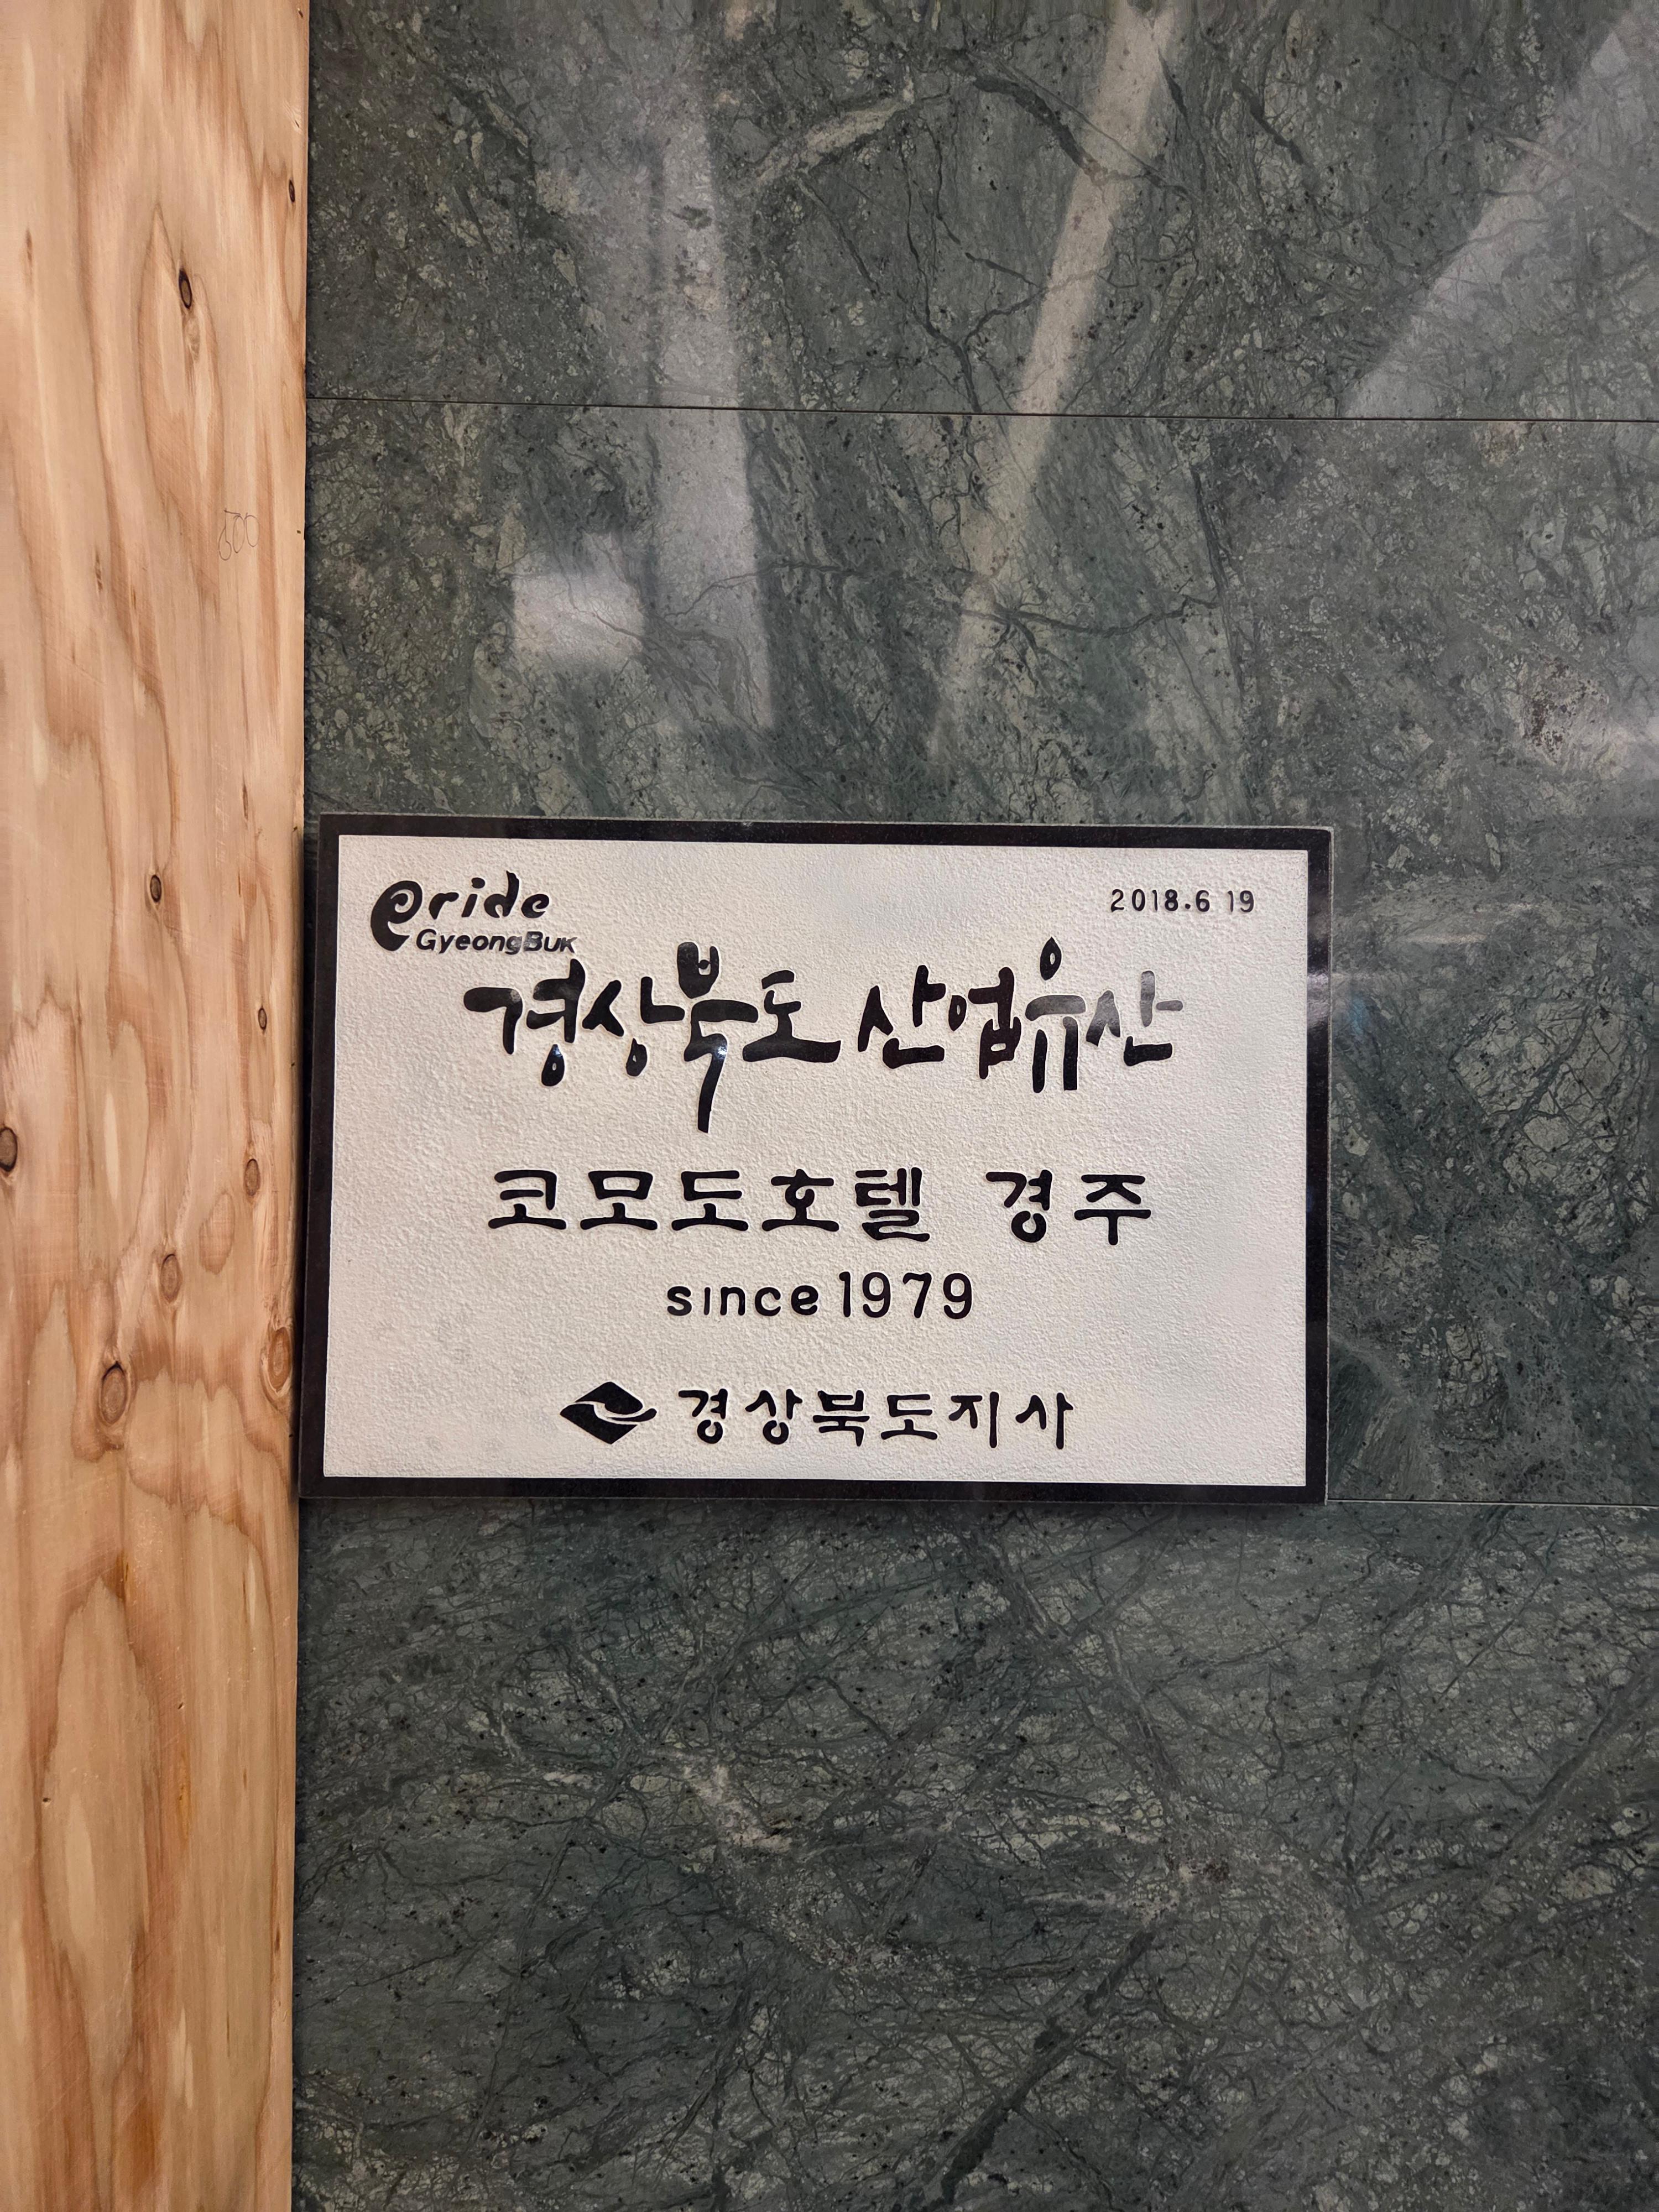 Pride
GyeongBuk
2018.6 19
경상북도 산업유산
코모도호텔 경주
since 1979
경상북도지사